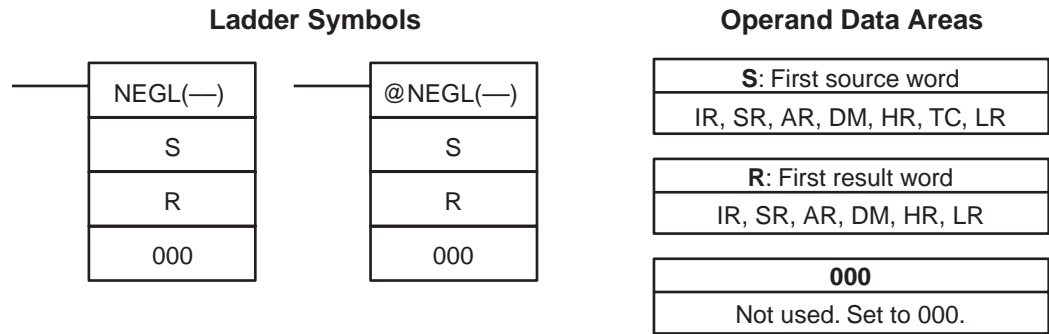 Ladder Symbols
NEGL(—)
S
R
000
@NEGL(—)
S
R
000
Operand Data Areas
S: First source word
IR, SR, AR, DM, HR, TC, LR
R: First result word
IR, SR, AR, DM, HR, LR
000
Not used. Set to 000.